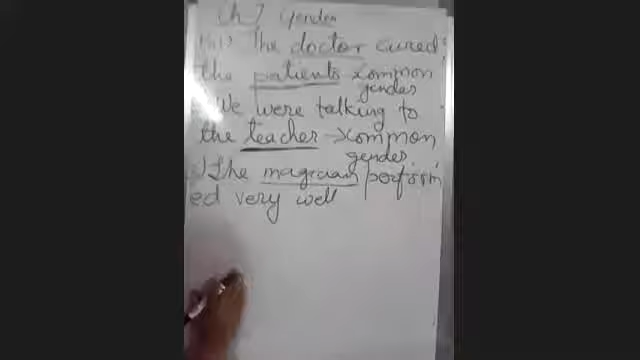 Ch 7 Gender
The doctor cured
the patients common
gender
We were talking to
the teacher → common
gender
The magician perform
ed very well